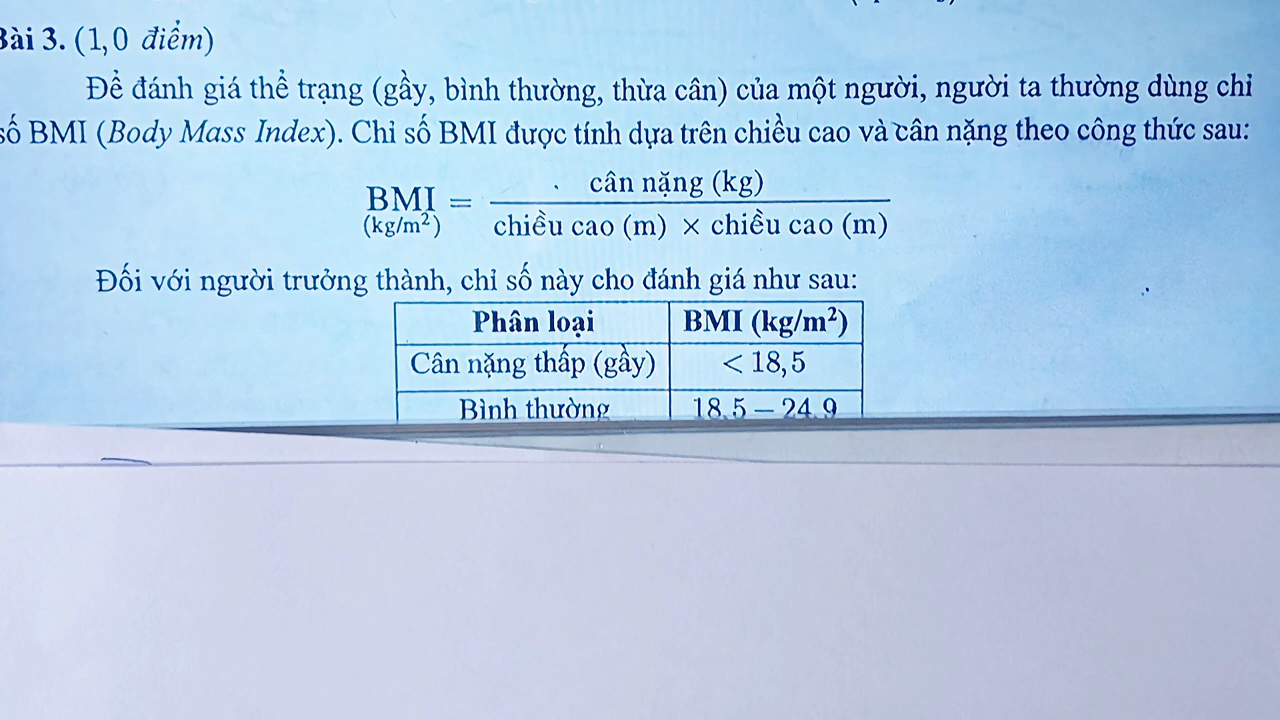 Bài 3. (1,0 điểm)
Để đánh giá thể trạng (gầy, bình thường, thừa cân) của một người, người ta thường dùng chỉ
số BMI (Body Mass Index). Chỉ số BMI được tính dựa trên chiều cao và cân nặng theo công thức sau:
BMI (kg/m²) = cân nặng (kg) / chiều cao (m) × chiều cao (m)
Đối với người trưởng thành, chỉ số này cho đánh giá như sau:
Phân loại BMI (kg/m²)
Cân nặng thấp (gầy) < 18,5
Bình thường 18,5 – 24,9